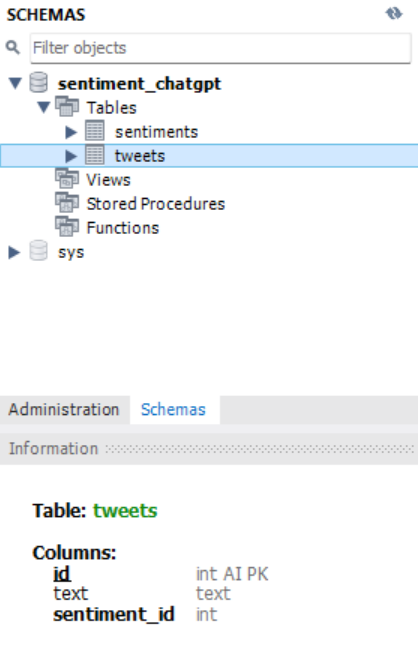 SCHEMAS
Filter objects
sentiment_chatgpt
Tables
sentiments
tweets
Views
Stored Procedures
Functions
sys
Administration Schemas
Information
Table: tweets
Columns:
id int AI PK
text text
sentiment_id int